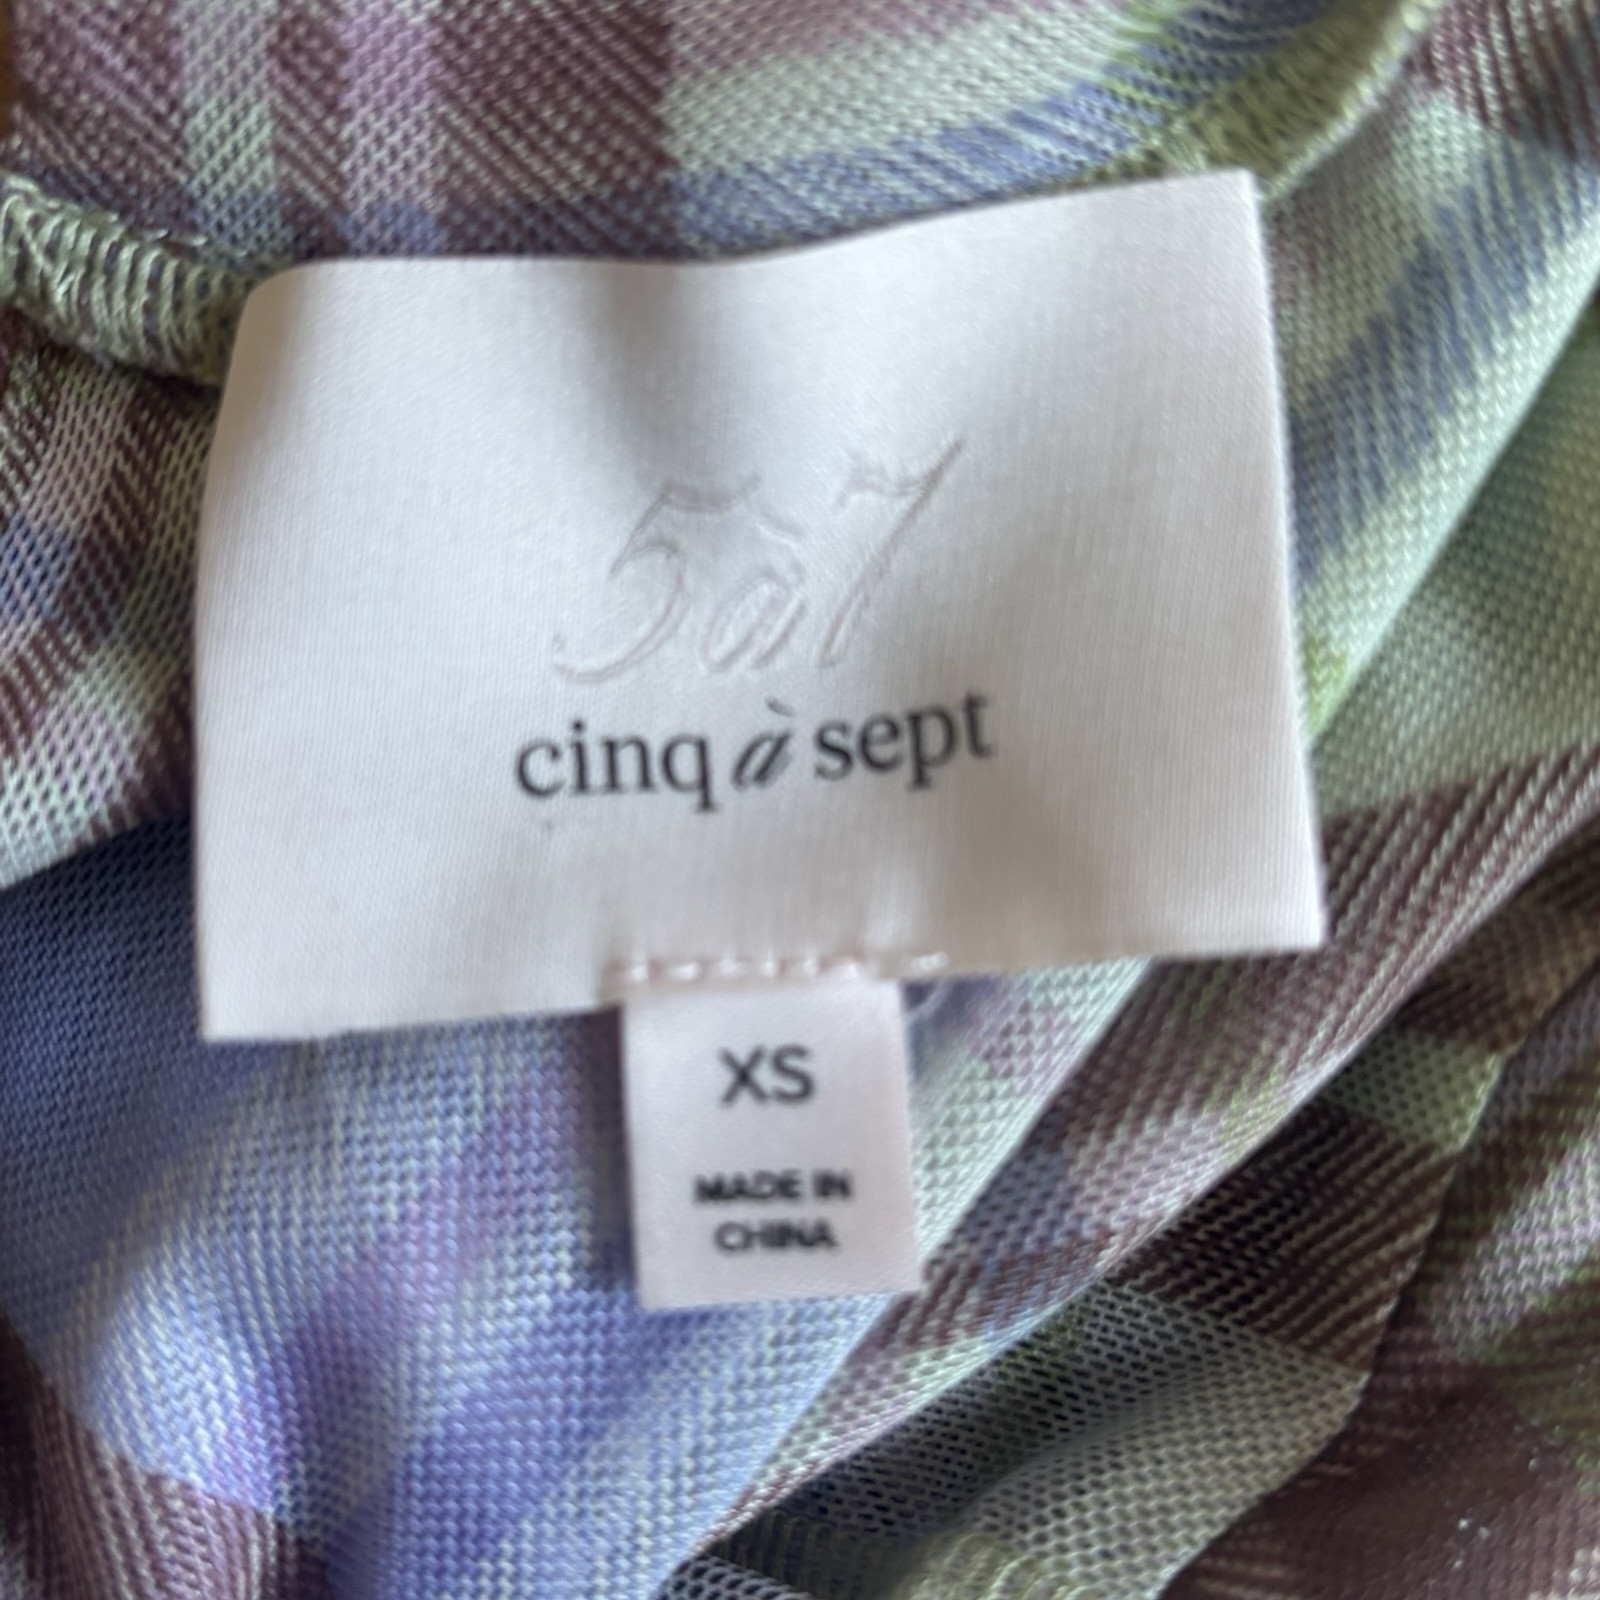 5à7
cinq à sept
XS
MADE IN
CHINA